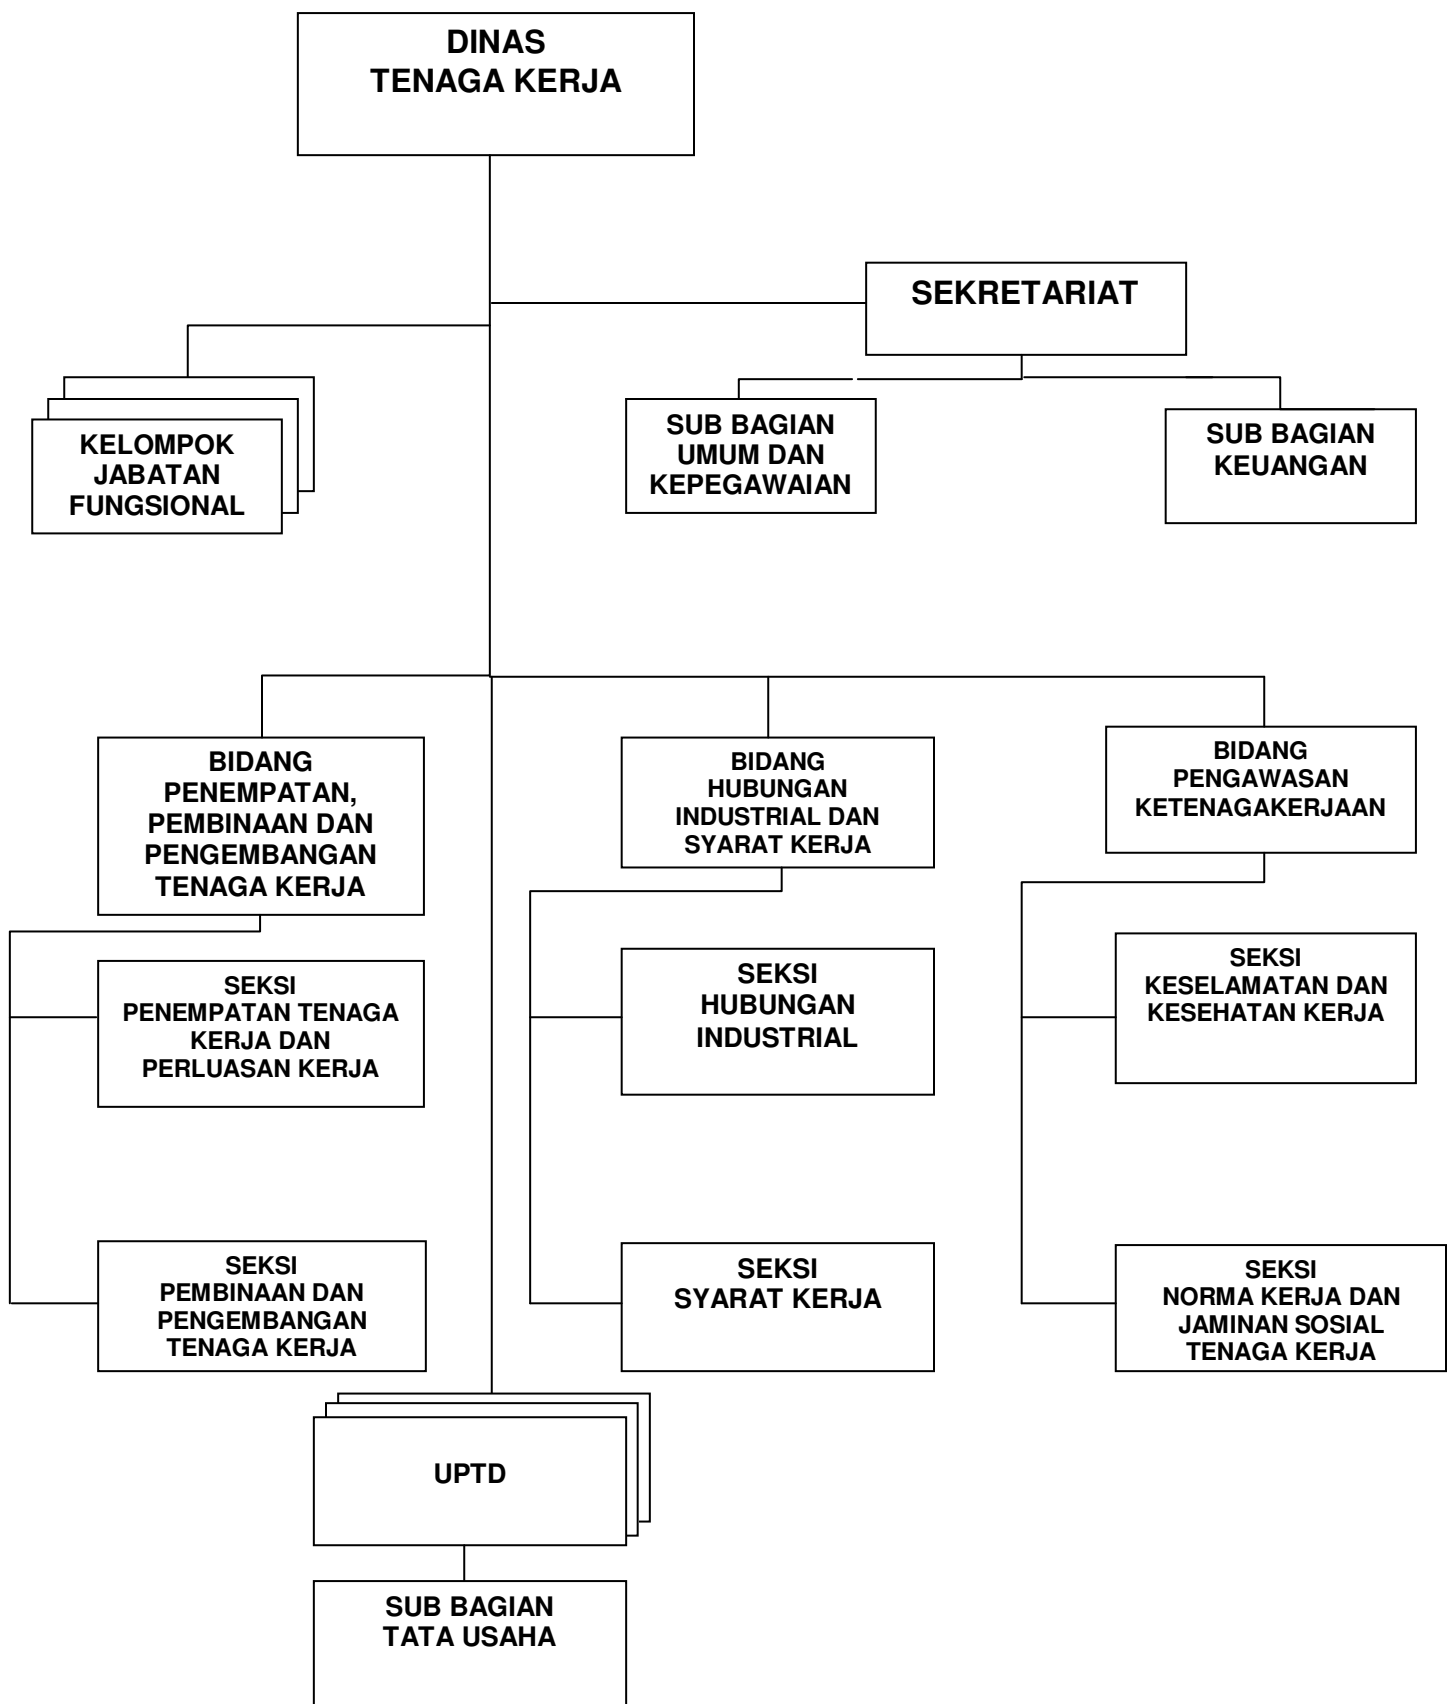 DINAS
TENAGA KERJA
SEKRETARIAT
KELOMPOK
JABATAN
FUNGSIONAL
SUB BAGIAN
UMUM DAN
KEPEGAWAIAN
SUB BAGIAN
KEUANGAN
BIDANG
PENEMPATAN,
PEMBINAAN DAN
PENGEMBANGAN
TENAGA KERJA
BIDANG
HUBUNGAN
INDUSTRIAL DAN
SYARAT KERJA
BIDANG
PENGAWASAN
KETENAGAKERJAAN
SEKSI
PENEMPATAN TENAGA
KERJA DAN
PERLUASAN KERJA
SEKSI
HUBUNGAN
INDUSTRIAL
SEKSI
KESELAMATAN DAN
KESEHATAN KERJA
SEKSI
PEMBINAAN DAN
PENGEMBANGAN
TENAGA KERJA
SEKSI
SYARAT KERJA
SEKSI
NORMA KERJA DAN
JAMINAN SOSIAL
TENAGA KERJA
UPTD
SUB BAGIAN
TATA USAHA